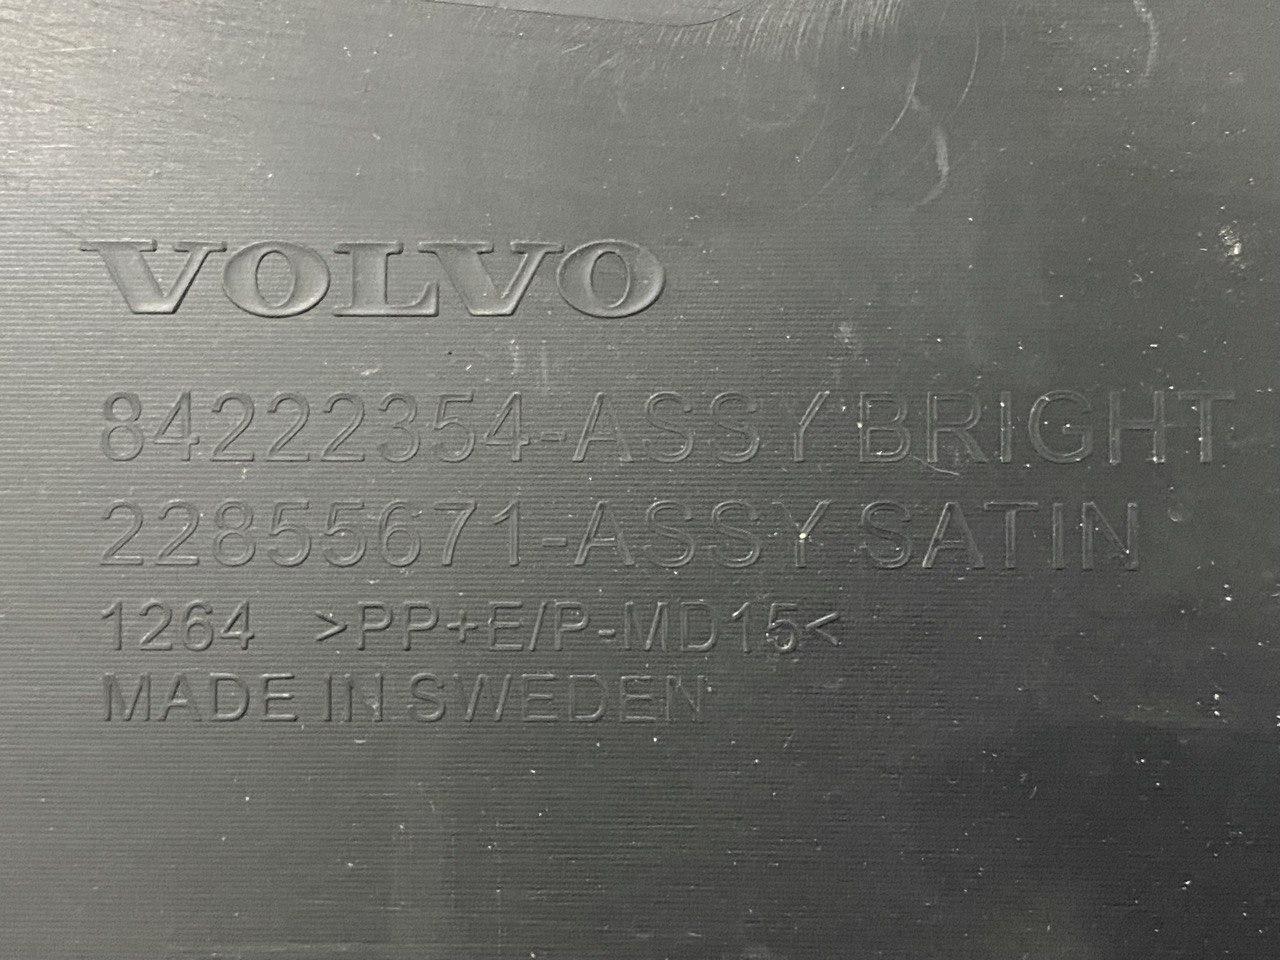 VOLVO
84222354-ASSY BRIGHT
22855671-ASSY SATIN
1264 >PP+E/P-MD15<
MADE IN SWEDEN